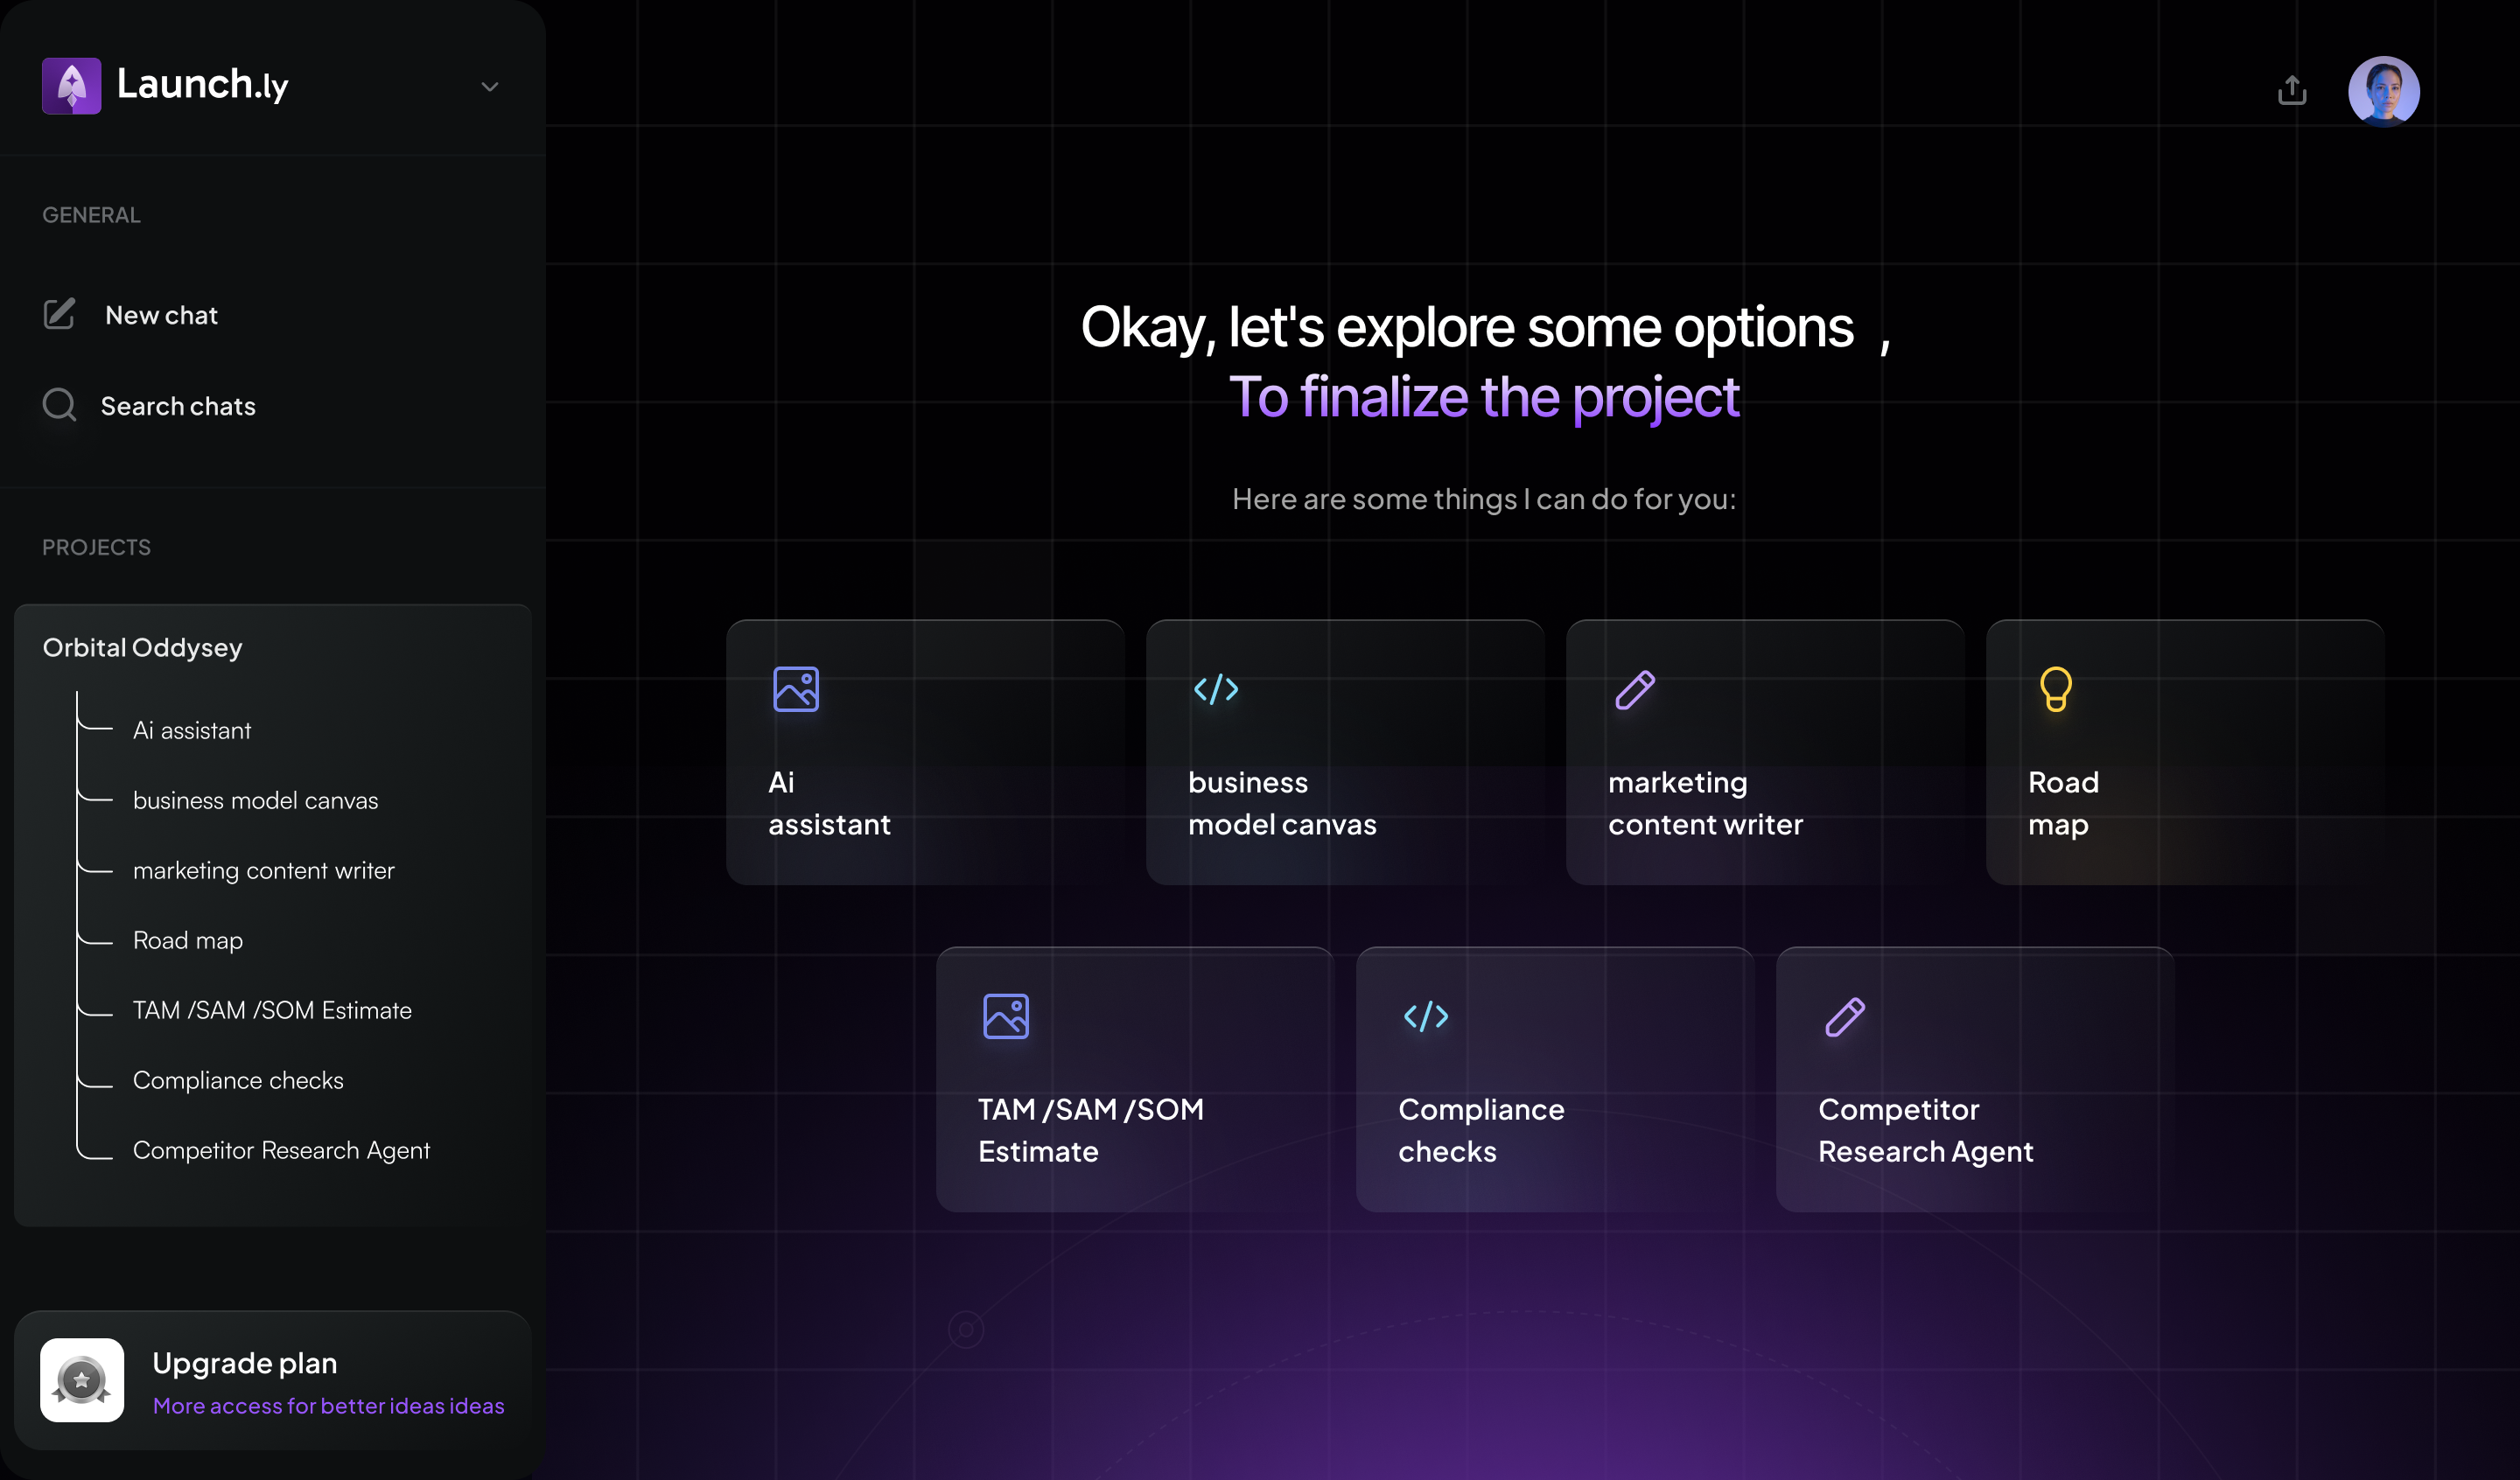 Launch.ly
GENERAL
New chat
Search chats
PROJECTS
Orbital Oddysey
Ai assistant
business model canvas
marketing content writer
Road map
TAM /SAM /SOM Estimate
Compliance checks
Competitor Research Agent
Upgrade plan
More access for better ideas ideas
Okay, let's explore some options ,
To finalize the project
Here are some things I can do for you:
Ai
assistant
business
model canvas
marketing
content writer
Road
map
TAM /SAM /SOM
Estimate
Compliance
checks
Competitor
Research Agent